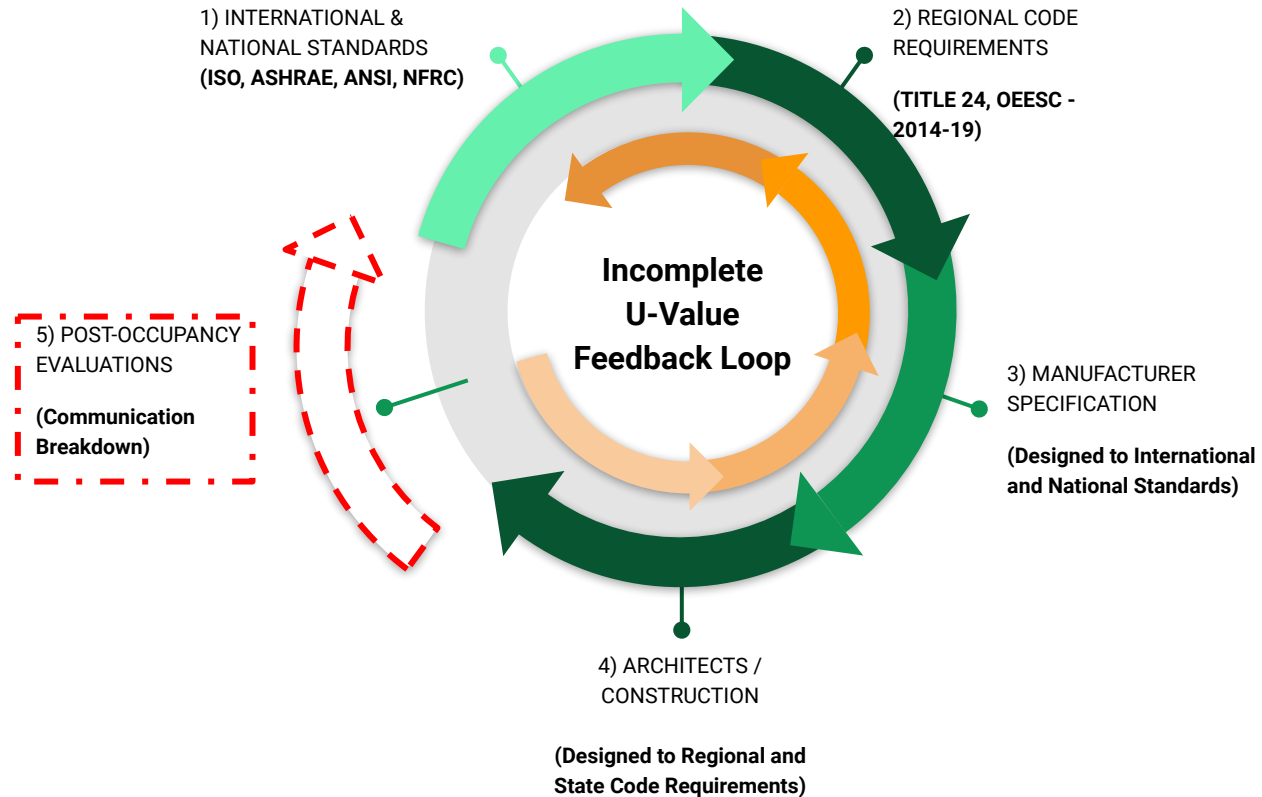 1) INTERNATIONAL &
NATIONAL STANDARDS
(ISO, ASHRAE, ANSI, NFRC)
2) REGIONAL CODE
REQUIREMENTS
(TITLE 24, OEESC -
2014-19)
Incomplete
U-Value
Feedback Loop
3) MANUFACTURER
SPECIFICATION
(Designed to International
and National Standards)
4) ARCHITECTS /
CONSTRUCTION
(Designed to Regional and
State Code Requirements)
5) POST-OCCUPANCY
EVALUATIONS
(Communication
Breakdown)